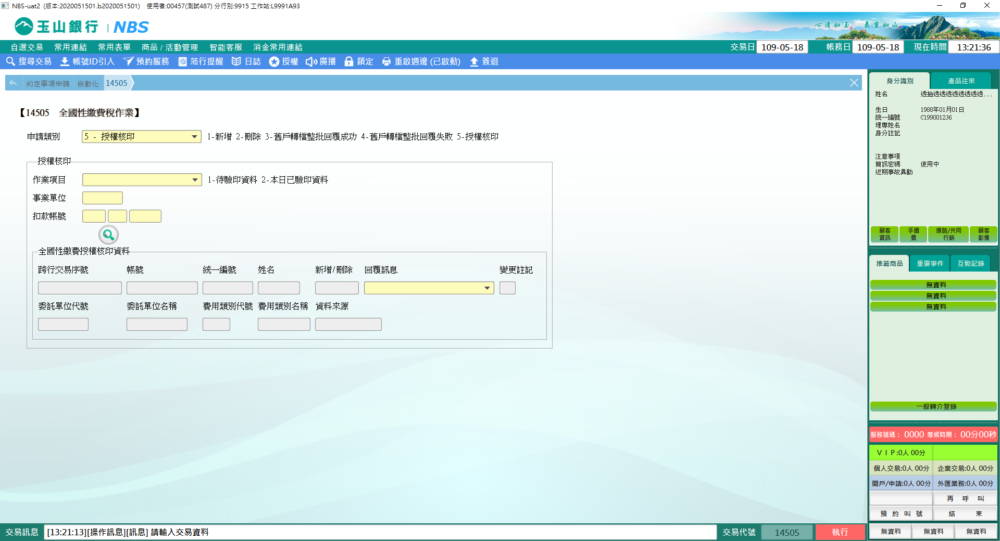 NBS-uat2 (版本:2020051501.b2020051501) 使用者:00457(測試487) 分行別:9915 工作站:L9991A93
玉山銀行 | NBS
心清如玉 義重如山
自選交易 常用連結 常用表單 商品 / 活動管理 智能客服 消金常用連結 交易日 109-05-18 帳務日 109-05-18 現在時間 13:21:36
搜尋交易 帳號ID引入 預約服務 蒞行提醒 日誌 授權 廣播 鎖定 重啟週邊 (已啟動) 簽退
約定事項申請 自動化 14505
【14505 全國性繳費稅作業】
申請類別 5 - 授權核印 1-新增 2-刪除 3-舊戶轉檔整批回覆成功 4-舊戶轉檔整批回覆失敗 5-授權核印
授權核印
作業項目 1-待驗印資料 2-本日已驗印資料
事業單位
扣款帳號
全國性繳費授權核印資料
跨行交易序號 帳號 統一編號 姓名 新增/刪除 回覆訊息 變更註記
委託單位代號 委託單位名稱 費用類別代號 費用類別名稱 資料來源
身分識別 產品往來
姓名 透抽透透透透透透透透...
生日 1988年01月01日
統一編號 C199001236
理專姓名
身分註記
注意事項
簡訊密碼 使用中
近期事故異動
顧客資訊 手續費 通路/共同行銷 顧客影像
推薦商品 重要事件 互動記錄
無資料
無資料
無資料
一般轉介登錄
服務號碼： 0000 等候時間： 00分00秒
ＶＩＰ:0人 00分
個人交易:0人 00分 企業交易:0人 00分
開戶/申請:0人 00分 外匯業務:0人 00分
再 呼 叫
預 約 叫 號 結 束
無資料 無資料 無資料
交易訊息 [13:21:13][操作訊息][訊息] 請輸入交易資料 交易代號 14505 執行